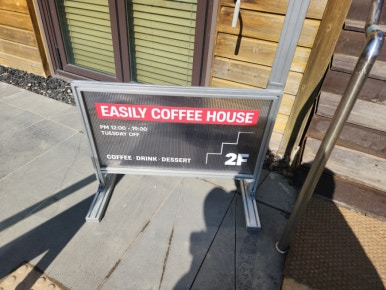 EASILY COFFEE HOUSE
PM 12:00 - 19:00
TUESDAY OFF
COFFEE · DRINK · DESSERT
2F